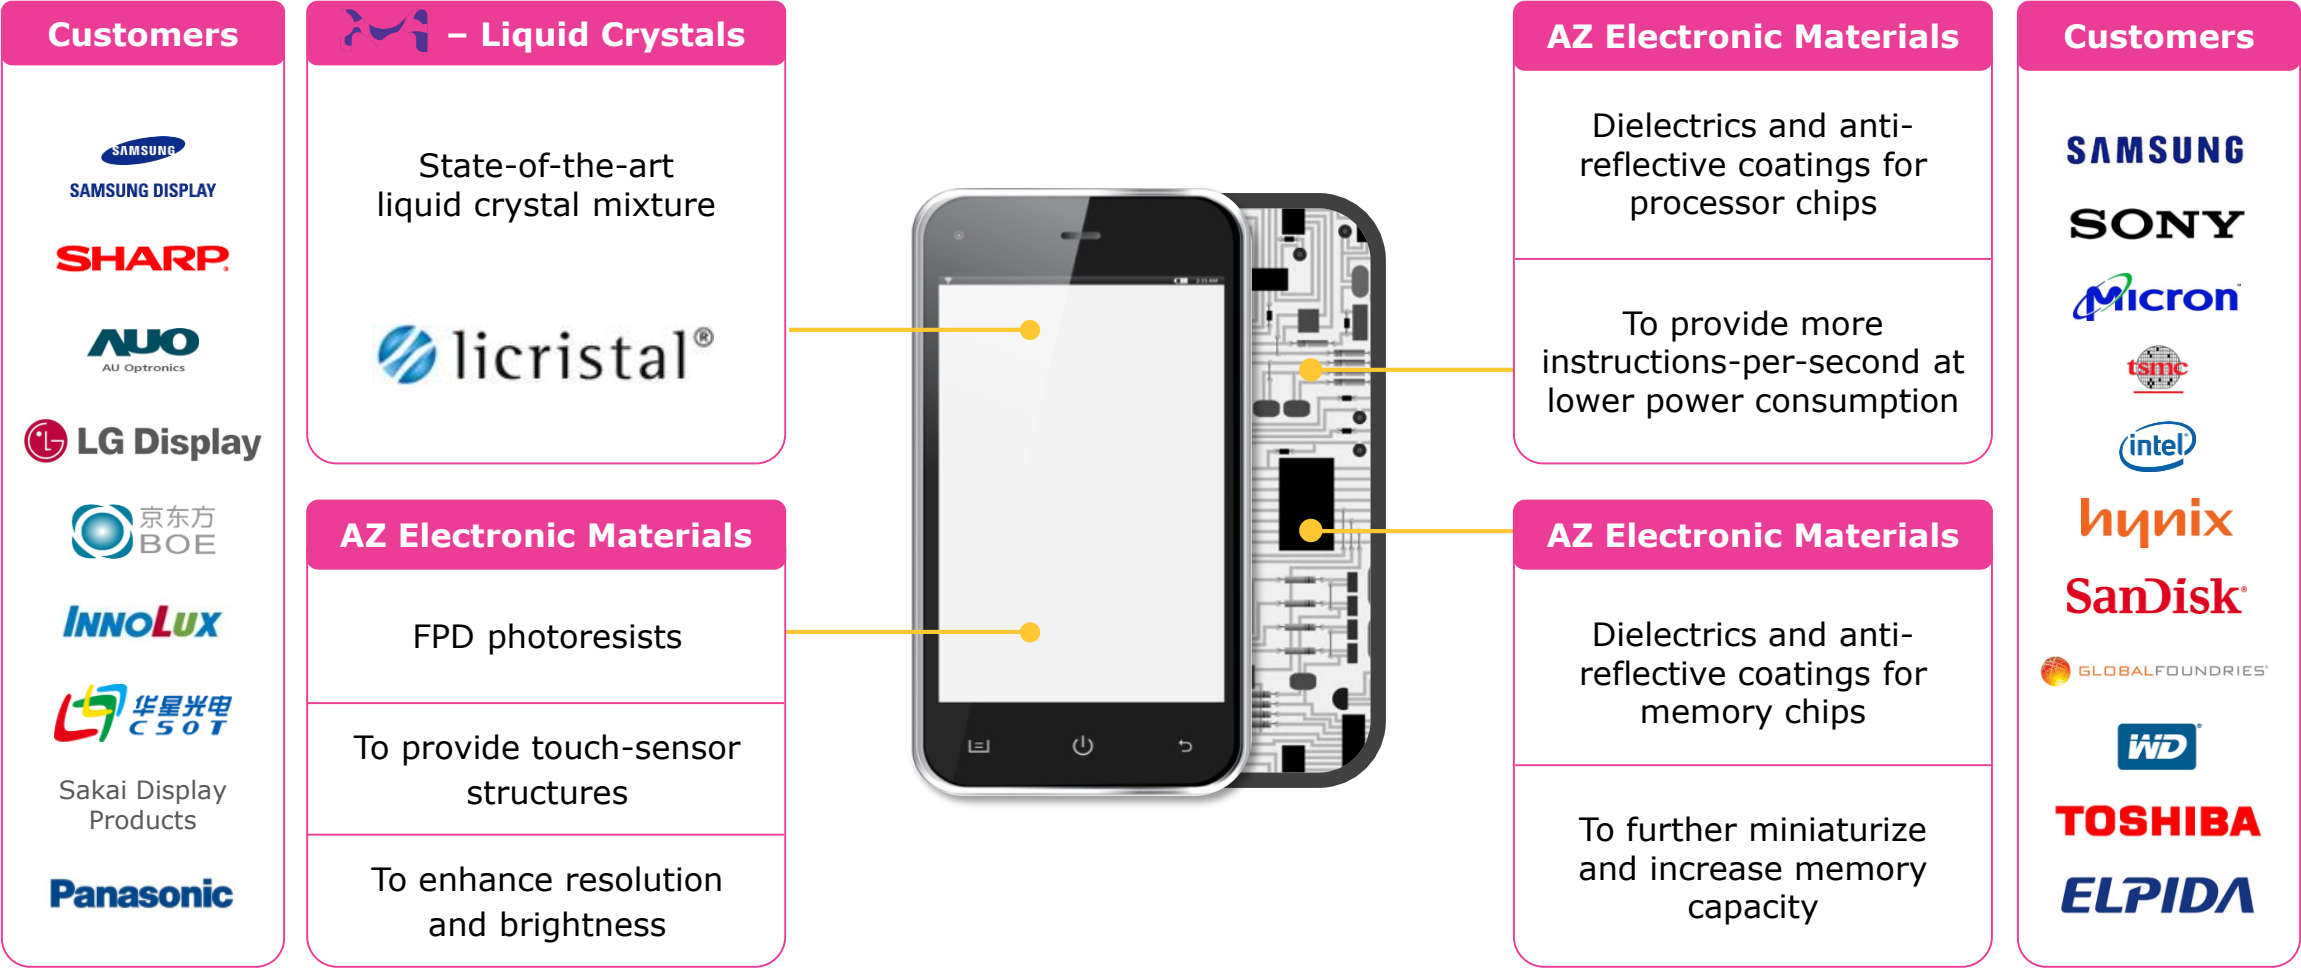 Customers
SAMSUNG
SAMSUNG DISPLAY
SHARP
AUO
AU Optronics
LG Display
京东方
BOE
INNOLUX
华星光电
CSOT
Sakai Display
Products
Panasonic
– Liquid Crystals
State-of-the-art
liquid crystal mixture
licristal®
AZ Electronic Materials
FPD photoresists
To provide touch-sensor
structures
To enhance resolution
and brightness
2:33 AM
AZ Electronic Materials
Dielectrics and anti-
reflective coatings for
processor chips
To provide more
instructions-per-second at
lower power consumption
AZ Electronic Materials
Dielectrics and anti-
reflective coatings for
memory chips
To further miniaturize
and increase memory
capacity
Customers
SAMSUNG
SONY
Micron
tsmc
intel
hynix
SanDisk
GLOBALFOUNDRIES
WD
TOSHIBA
ELPIDA